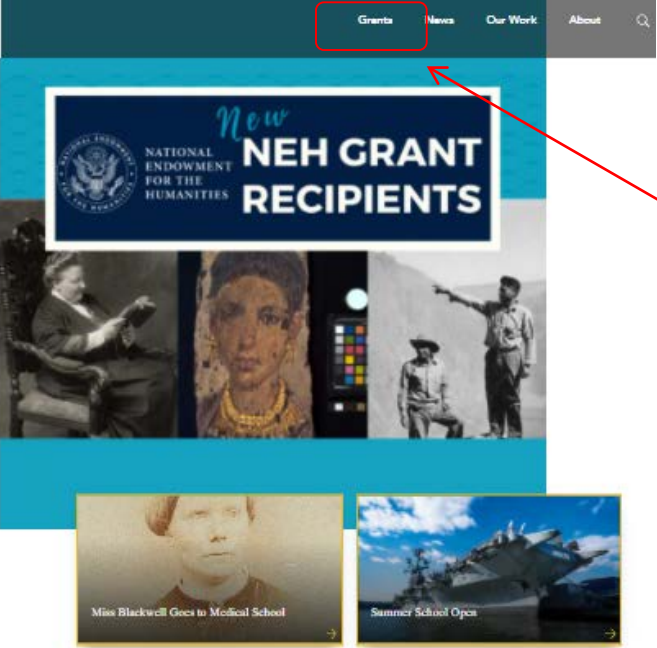 Grants News Our Work About
New
NATIONAL
ENDOWMENT
FOR THE
HUMANITIES
NEH GRANT
RECIPIENTS
Miss Blackwell Goes to Medical School
Summer School Open